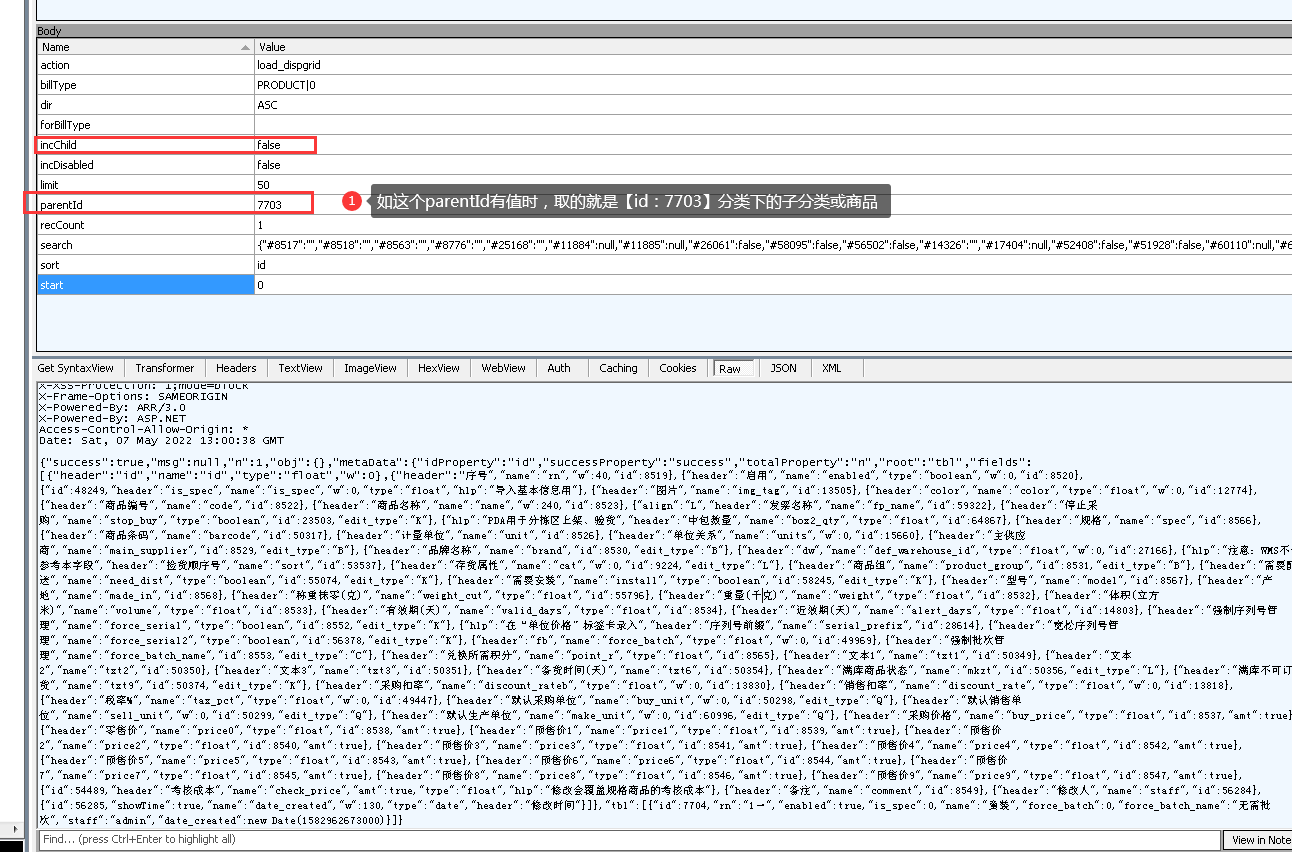 Body
Name Value
action load_dispgrid
billType PRODUCT|0
dir ASC
forBillType
incChild false
incDisabled false
limit 50
parentId 7703
1 如这个parentId有值时，取的就是【id：7703】分类下的子分类或商品
recCount 1
search {"#8517":"","#8518":"","#8563":"","#8776":"","#25168":"","#11884":null,"#11885":null,"#26061":false,"#58095":false,"#56502":false,"#14326":"","#17404":null,"#52408":false,"#51928":false,"#60110":null,"#6
sort id
start 0
Get SyntaxView Transformer Headers TextView ImageView HexView WebView Auth Caching Cookies Raw JSON XML
X-XSS-Protection: 1;mode=block
X-Frame-Options: SAMEORIGIN
X-Powered-By: ARR/3.0
X-Powered-By: ASP.NET
Access-Control-Allow-Origin: *
Date: Sat, 07 May 2022 13:00:38 GMT
{"success":true,"msg":null,"n":1,"obj":{},"metaData":{"idProperty":"id","successProperty":"success","totalProperty":"n","root":"tbl","fields":
[{"header":"id","name":"id","type":"float","w":0},{"header":"序号","name":"rn","w":40,"id":8519},{"header":"启用","name":"enabled","type":"boolean","w":0,"id":8520},
{"id":48249,"header":"is_spec","name":"is_spec","w":0,"type":"float","hlp":"导入基本信息用"},{"header":"图片","name":"img_tag","id":13505},{"header":"color","name":"color","type":"float","w":0,"id":12774},
{"header":"商品编号","name":"code","id":8522},{"header":"商品名称","name":"name","w":240,"id":8523},{"align":"L","header":"发票名称","name":"fp_name","id":59322},{"header":"停止采
购","name":"stop_buy","type":"boolean","id":23503,"edit_type":"K"},{"hlp":"PDA用于分拣区上架、验货","header":"中包数量","name":"box2_qty","type":"float","id":64867},{"header":"规格","name":"spec","id":8566},
{"header":"商品条码","name":"barcode","id":50317},{"header":"计量单位","name":"unit","id":8526},{"header":"单位关系","name":"units","w":0,"id":15660},{"header":"主供应
商","name":"main_supplier","id":8529,"edit_type":"B"},{"header":"品牌名称","name":"brand","id":8530,"edit_type":"B"},{"header":"dw","name":"def_warehouse_id","type":"float","w":0,"id":27166},{"hlp":"注意：WMS不
参考本字段","header":"捡货顺序号","name":"sort","id":53537},{"header":"存货属性","name":"cat","w":0,"id":9224,"edit_type":"L"},{"header":"商品组","name":"product_group","id":8531,"edit_type":"B"},{"header":"需要配
送","name":"need_dist","type":"boolean","id":55074,"edit_type":"K"},{"header":"需要安装","name":"install","type":"boolean","id":58245,"edit_type":"K"},{"header":"型号","name":"model","id":8567},{"header":"产
地","name":"made_in","id":8568},{"header":"称重抹零(克)","name":"weight_cut","type":"float","id":55796},{"header":"重量(千克)","name":"weight","type":"float","id":8532},{"header":"体积(立方
米)","name":"volume","type":"float","id":8533},{"header":"有效期(天)","name":"valid_days","type":"float","id":8534},{"header":"近效期(天)","name":"alert_days","type":"float","id":14803},{"header":"强制序列号管
理","name":"force_serial","type":"boolean","id":8552,"edit_type":"K"},{"hlp":"在“单位价格”标签卡录入","header":"序列号前缀","name":"serial_prefix","id":28614},{"header":"宽松序列号管
理","name":"force_serial2","type":"boolean","id":56378,"edit_type":"K"},{"header":"fb","name":"force_batch","type":"float","w":0,"id":49969},{"header":"强制批次管
理","name":"force_batch_name","id":8553,"edit_type":"C"},{"header":"兑换所需积分","name":"point_r","type":"float","id":8565},{"header":"文本1","name":"txt1","id":50349},{"header":"文本
2","name":"txt2","id":50350},{"header":"文本3","name":"txt3","id":50351},{"header":"备货时间(天)","name":"txt6","id":50354},{"header":"满库商品状态","name":"mkzt","id":50356,"edit_type":"L"},{"header":"满库不可订
货","name":"txt9","id":50374,"edit_type":"K"},{"header":"采购扣率","name":"discount_rateb","type":"float","w":0,"id":13830},{"header":"销售扣率","name":"discount_rate","type":"float","w":0,"id":13818},
{"header":"税率%","name":"tax_pct","type":"float","w":0,"id":49447},{"header":"默认采购单位","name":"buy_unit","w":0,"id":50298,"edit_type":"Q"},{"header":"默认销售单
位","name":"sell_unit","w":0,"id":50299,"edit_type":"Q"},{"header":"默认生产单位","name":"make_unit","w":0,"id":60996,"edit_type":"Q"},{"header":"采购价格","name":"buy_price","type":"float","id":8537,"amt":true}
{"header":"零售价","name":"price0","type":"float","id":8538,"amt":true},{"header":"预售价1","name":"price1","type":"float","id":8539,"amt":true},{"header":"预售价
2","name":"price2","type":"float","id":8540,"amt":true},{"header":"预售价3","name":"price3","type":"float","id":8541,"amt":true},{"header":"预售价4","name":"price4","type":"float","id":8542,"amt":true},
{"header":"预售价5","name":"price5","type":"float","id":8543,"amt":true},{"header":"预售价6","name":"price6","type":"float","id":8544,"amt":true},{"header":"预售价
7","name":"price7","type":"float","id":8545,"amt":true},{"header":"预售价8","name":"price8","type":"float","id":8546,"amt":true},{"header":"预售价9","name":"price9","type":"float","id":8547,"amt":true},
{"id":54489,"header":"考核成本","name":"check_price","amt":true,"type":"float","hlp":"修改会覆盖规格商品的考核成本"},{"header":"备注","name":"comment","id":8549},{"header":"修改人","name":"staff","id":56284},
{"id":56285,"showTime":true,"name":"date_created","w":130,"type":"date","header":"修改时间"}]},"tbl":[{"id":7704,"rn":"1→","enabled":true,"is_spec":0,"name":"童装","force_batch":0,"force_batch_name":"无需批
次","staff":"admin","date_created":new Date(1582962673000)}]}
Find... (press Ctrl+Enter to highlight all) View in Note